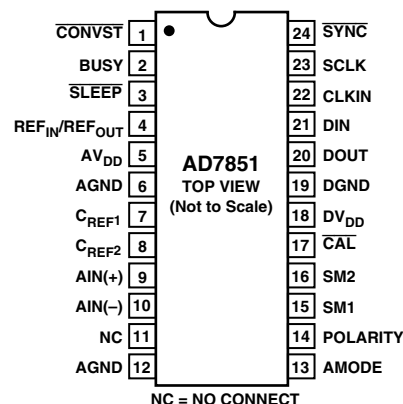 CONVST 1 24 SYNC
BUSY 2 23 SCLK
SLEEP 3 22 CLKIN
REFIN/REFOUT 4 21 DIN
AVDD 5 20 DOUT
AGND 6 19 DGND
CREF1 7 18 DVDD
CREF2 8 17 CAL
AIN(+) 9 16 SM2
AIN(–) 10 15 SM1
NC 11 14 POLARITY
AGND 12 13 AMODE
AD7851
TOP VIEW
(Not to Scale)
NC = NO CONNECT